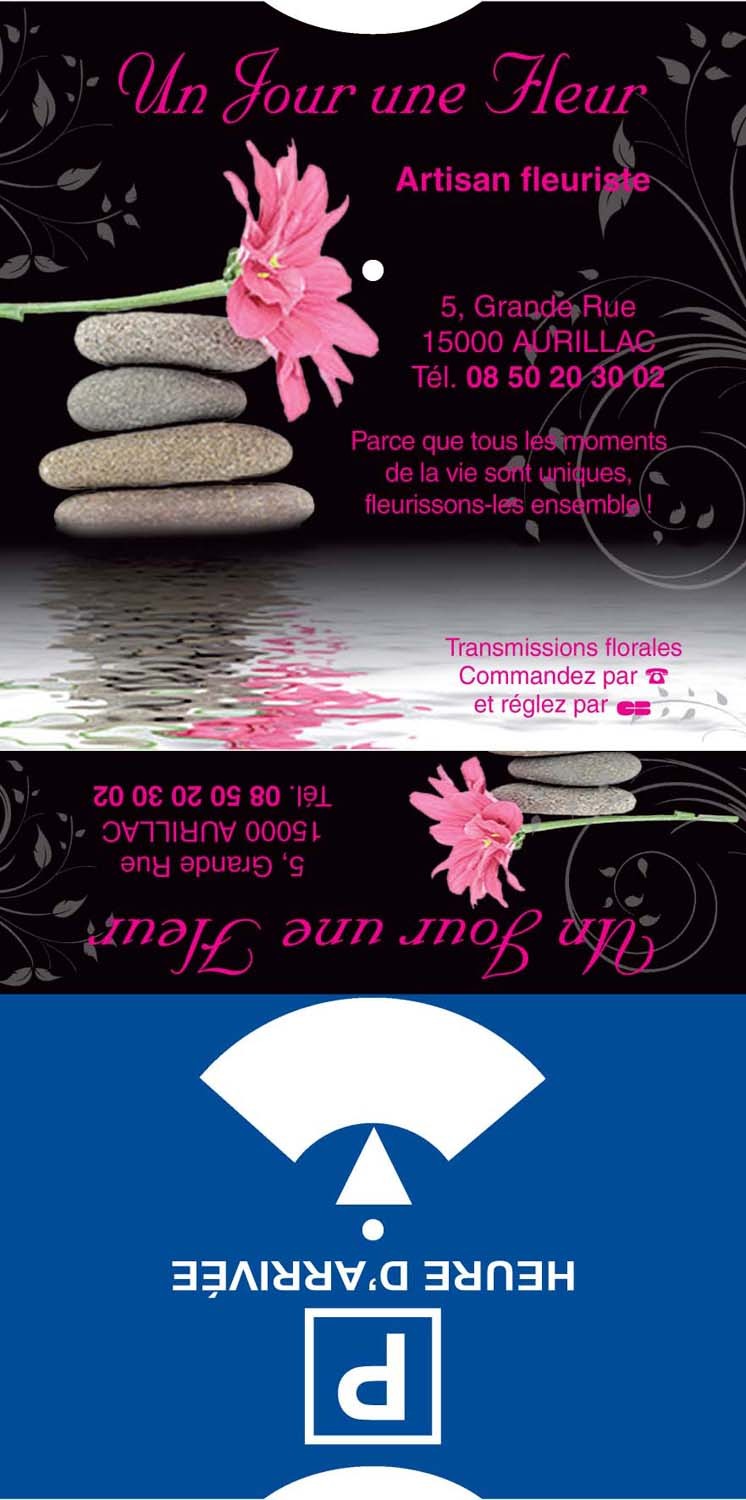 Un Jour une Fleur
Artisan fleuriste
5, Grande Rue
15000 AURILLAC
Tél. 08 50 20 30 02
Parce que tous les moments
de la vie sont uniques,
fleurissons-les ensemble !
Transmissions florales
Commandez par ☎
et réglez par CB
Un Jour une Fleur
5, Grande Rue
15000 AURILLAC
Tél. 08 50 20 30 02
P
HEURE D'ARRIVÉE